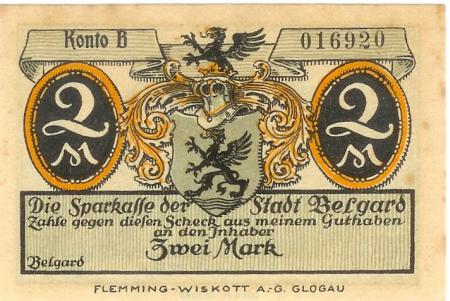 Konto B 016920
2 M 2 M
Die Sparkasse der Stadt Belgard
Zahle gegen diesen Scheck aus meinem Guthaben
an den Inhaber
Zwei Mark
Belgard
FLEMMING-WISKOTT A.-G. GLOGAU